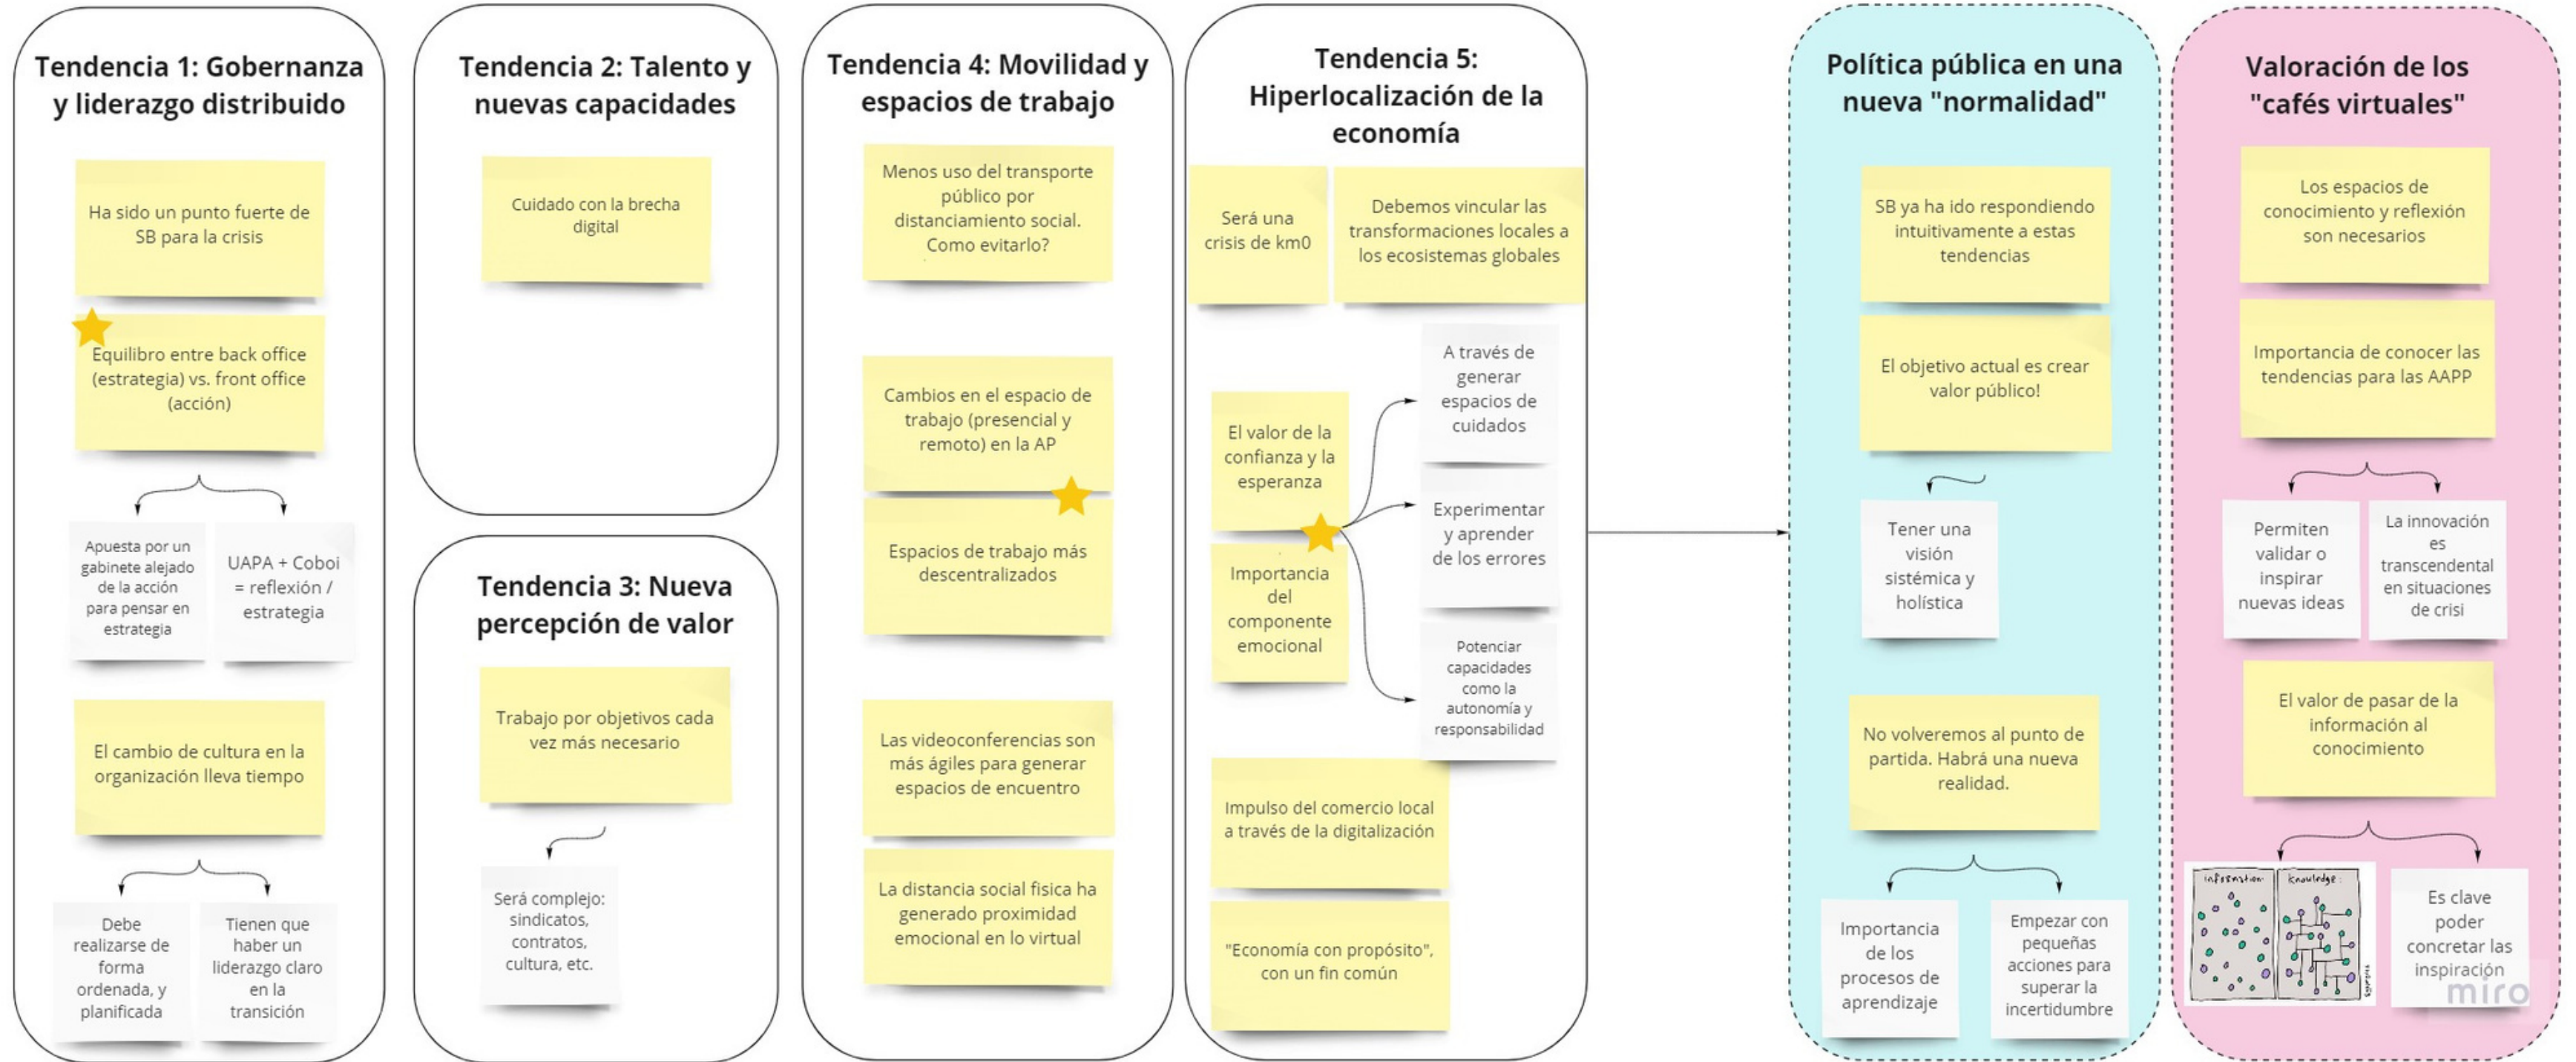 Tendencia 1: Gobernanza
y liderazgo distribuido
Ha sido un punto fuerte de
SB para la crisis
Equilibro entre back office
(estrategia) vs. front office
(acción)
Apuesta por un
gabinete alejado
de la acción
para pensar en
estrategia
UAPA + Coboi
= reflexión /
estrategia
El cambio de cultura en la
organización lleva tiempo
Debe
realizarse de
forma
ordenada, y
planificada
Tienen que
haber un
liderazgo claro
en la
transición
Tendencia 2: Talento y
nuevas capacidades
Cuidado con la brecha
digital
Tendencia 3: Nueva
percepción de valor
Trabajo por objetivos cada
vez más necesario
Será complejo:
sindicatos,
contratos,
cultura, etc.
Tendencia 4: Movilidad y
espacios de trabajo
Menos uso del transporte
público por
distanciamiento social.
Como evitarlo?
Cambios en el espacio de
trabajo (presencial y
remoto) en la AP
Espacios de trabajo más
descentralizados
Las videoconferencias son
más ágiles para generar
espacios de encuentro
La distancia social fisica ha
generado proximidad
emocional en lo virtual
Tendencia 5:
Hiperlocalización de la
economía
Será una
crisis de km0
Debemos vincular las
transformaciones locales a
los ecosistemas globales
El valor de la
confianza y la
esperanza
Importancia
del
componente
emocional
A través de
generar
espacios de
cuidados
Experimentar
y aprender
de los errores
Potenciar
capacidades
como la
autonomía y
responsabilidad
Impulso del comercio local
a través de la digitalización
"Economía con propósito",
con un fin común
Política pública en una
nueva "normalidad"
SB ya ha ido respondiendo
intuitivamente a estas
tendencias
El objetivo actual es crear
valor público!
Tener una
visión
sistémica y
holística
No volveremos al punto de
partida. Habrá una nueva
realidad.
Importancia
de los
procesos de
aprendizaje
Empezar con
pequeñas
acciones para
superar la
incertidumbre
Valoración de los
"cafés virtuales"
Los espacios de
conocimiento y reflexión
son necesarios
Importancia de conocer las
tendencias para las AAPP
Permiten
validar o
inspirar
nuevas ideas
La innovación
es
transcendental
en situaciones
de crisi
El valor de pasar de la
información al
conocimiento
information
knowledge:
Es clave
poder
concretar las
inspiración
miro